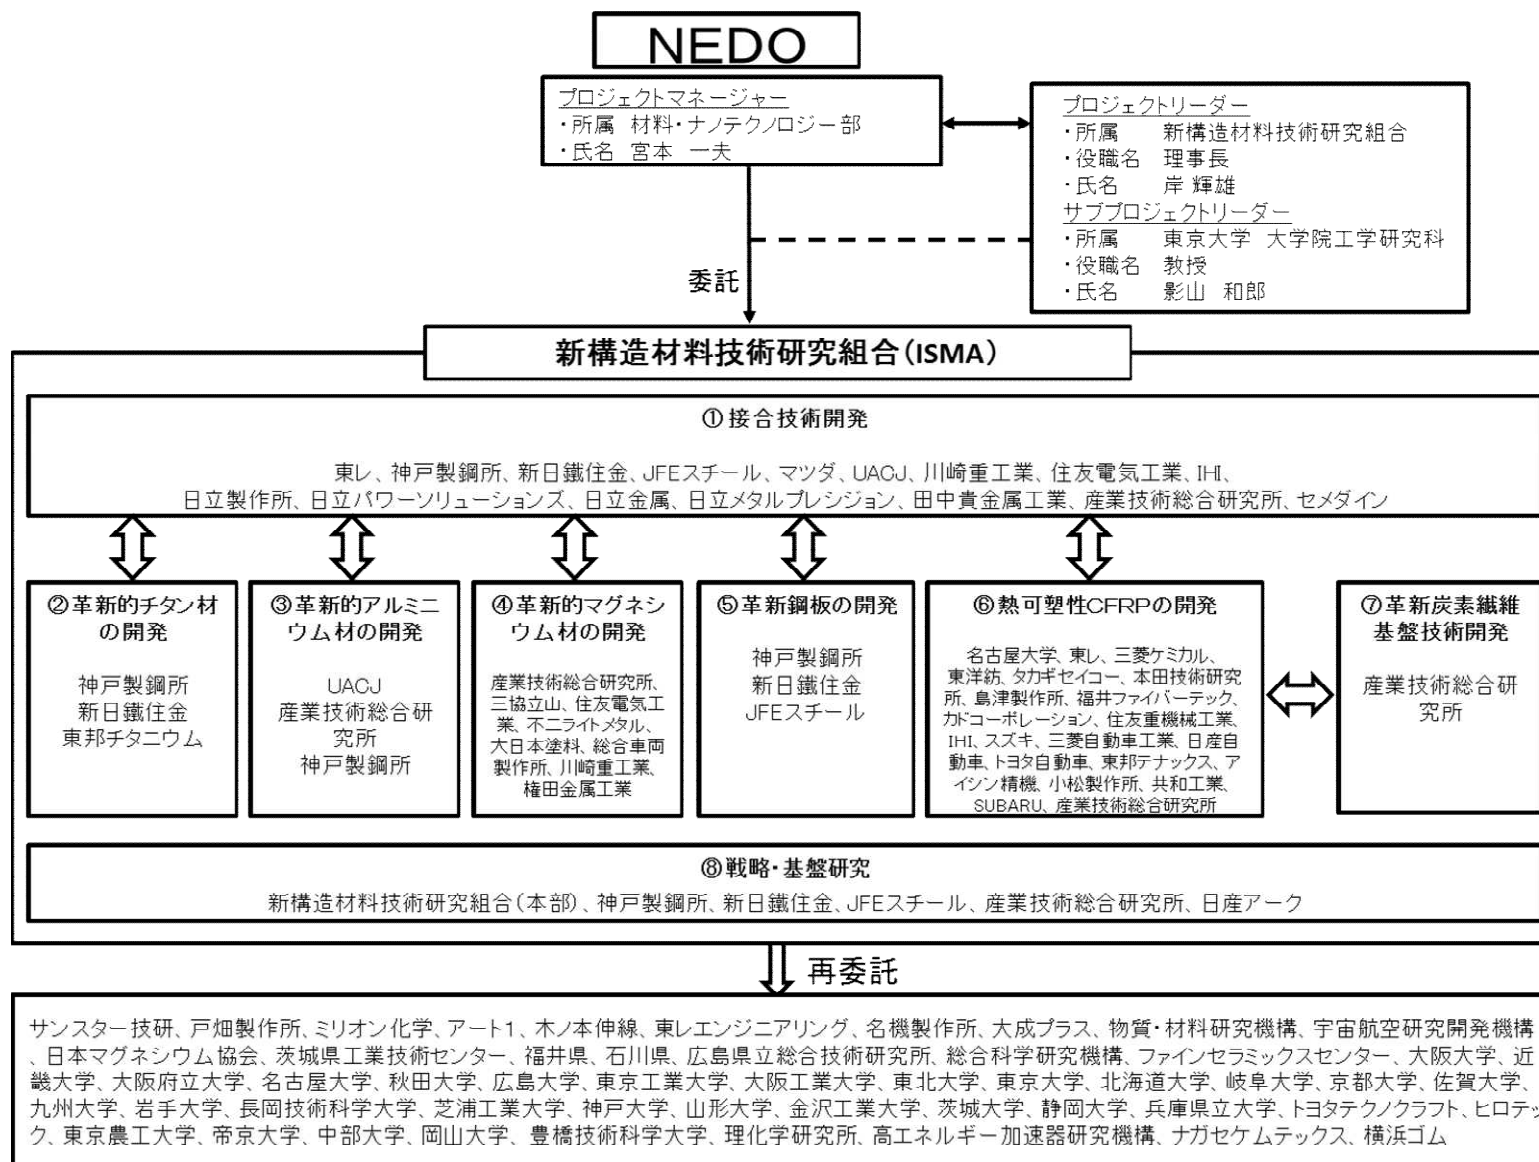 NEDO
プロジェクトマネージャー
・所属 材料・ナノテクノロジー部
・氏名 宮本 一夫
プロジェクトリーダー
・所属 新構造材料技術研究組合
・役職名 理事長
・氏名 岸 輝雄
サブプロジェクトリーダー
・所属 東京大学 大学院工学研究科
・役職名 教授
・氏名 影山 和郎
委託
新構造材料技術研究組合(ISMA)
①接合技術開発
東レ、神戸製鋼所、新日鐵住金、JFEスチール、マツダ、UACJ、川崎重工業、住友電気工業、IHI、
日立製作所、日立パワーソリューションズ、日立金属、日立メタルプレシジョン、田中貴金属工業、産業技術総合研究所、セメダイン
②革新的チタン材
の開発
神戸製鋼所
新日鐵住金
東邦チタニウム
③革新的アルミニ
ウム材の開発
UACJ
産業技術総合研
究所
神戸製鋼所
④革新的マグネシ
ウム材の開発
産業技術総合研究所、
三協立山、住友電気工
業、不二ライトメタル、
大日本塗料、総合車両
製作所、川崎重工業、
権田金属工業
⑤革新鋼板の開発
神戸製鋼所
新日鐵住金
JFEスチール
⑥熱可塑性CFRPの開発
名古屋大学、東レ、三菱ケミカル、
東洋紡、タカギセイコー、本田技術研究
所、島津製作所、福井ファイバーテック、
カドコーポレーション、住友重機械工業、
IHI、スズキ、三菱自動車工業、日産自
動車、トヨタ自動車、東邦テナックス、ア
イシン精機、小松製作所、共和工業、
SUBARU、産業技術総合研究所
⑦革新炭素繊維
基盤技術開発
産業技術総合研
究所
⑧戦略・基盤研究
新構造材料技術研究組合(本部)、神戸製鋼所、新日鐵住金、JFEスチール、産業技術総合研究所、日産アーク
再委託
サンスター技研、戸畑製作所、ミリオン化学、アート1、木ノ本伸線、東レエンジニアリング、名機製作所、大成プラス、物質・材料研究機構、宇宙航空研究開発機構
、日本マグネシウム協会、茨城県工業技術センター、福井県、石川県、広島県立総合技術研究所、総合科学研究機構、ファインセラミックスセンター、大阪大学、近
畿大学、大阪府立大学、名古屋大学、秋田大学、広島大学、東京工業大学、大阪工業大学、東北大学、東京大学、北海道大学、岐阜大学、京都大学、佐賀大学、
九州大学、岩手大学、長岡技術科学大学、芝浦工業大学、神戸大学、山形大学、金沢工業大学、茨城大学、静岡大学、兵庫県立大学、トヨタテクノクラフト、ヒロテッ
ク、東京農工大学、帝京大学、中部大学、岡山大学、豊橋技術科学大学、理化学研究所、高エネルギー加速器研究機構、ナガセケムテックス、横浜ゴム